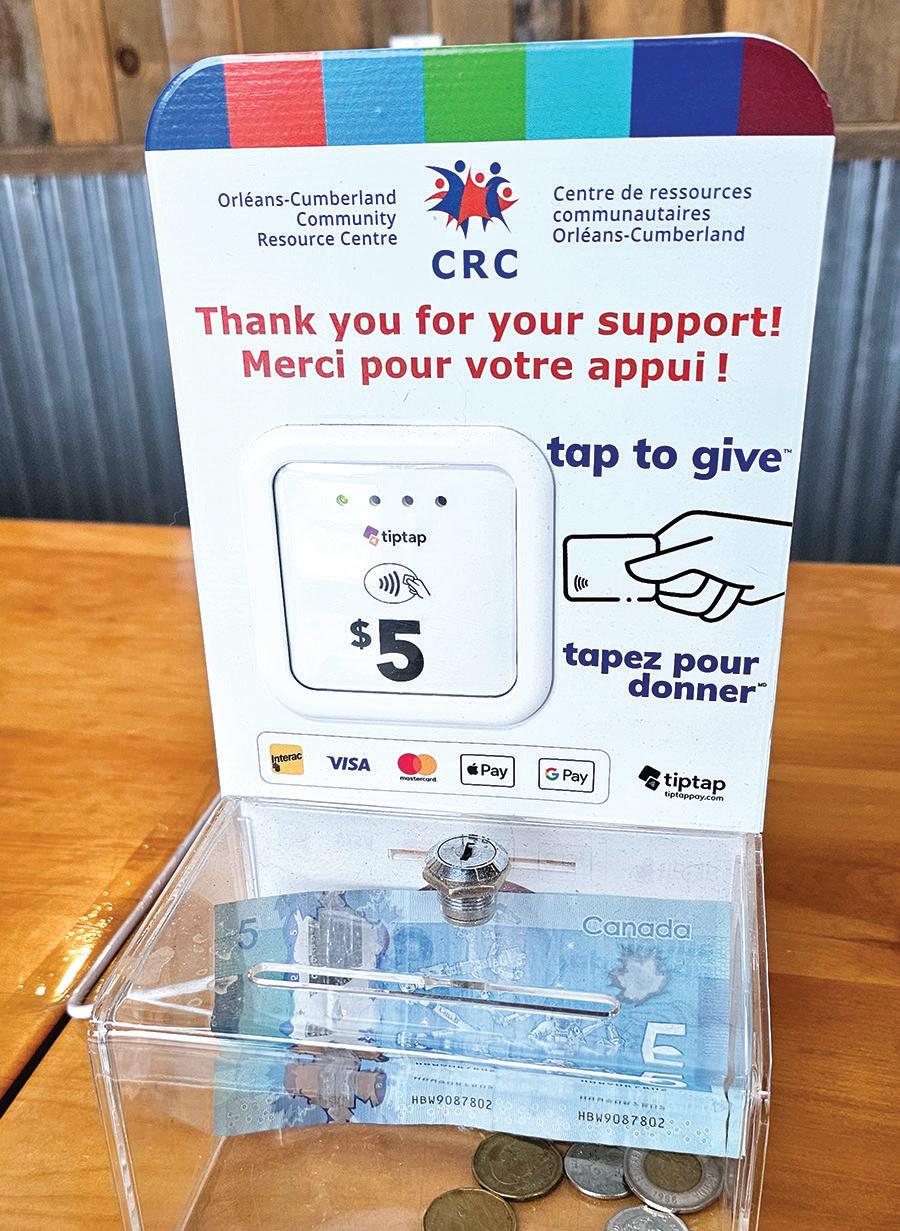 Orléans-Cumberland
Community
Resource Centre
CRC
Centre de ressources
communautaires
Orléans-Cumberland
Thank you for your support!
Merci pour votre appui !
tap to give™
tiptap
$5
tapez pour
donner MD
Interac
VISA
mastercard
Pay
G Pay
tiptap
tiptappay.com
5
Canada
5
HBW9087802
HBW9087802